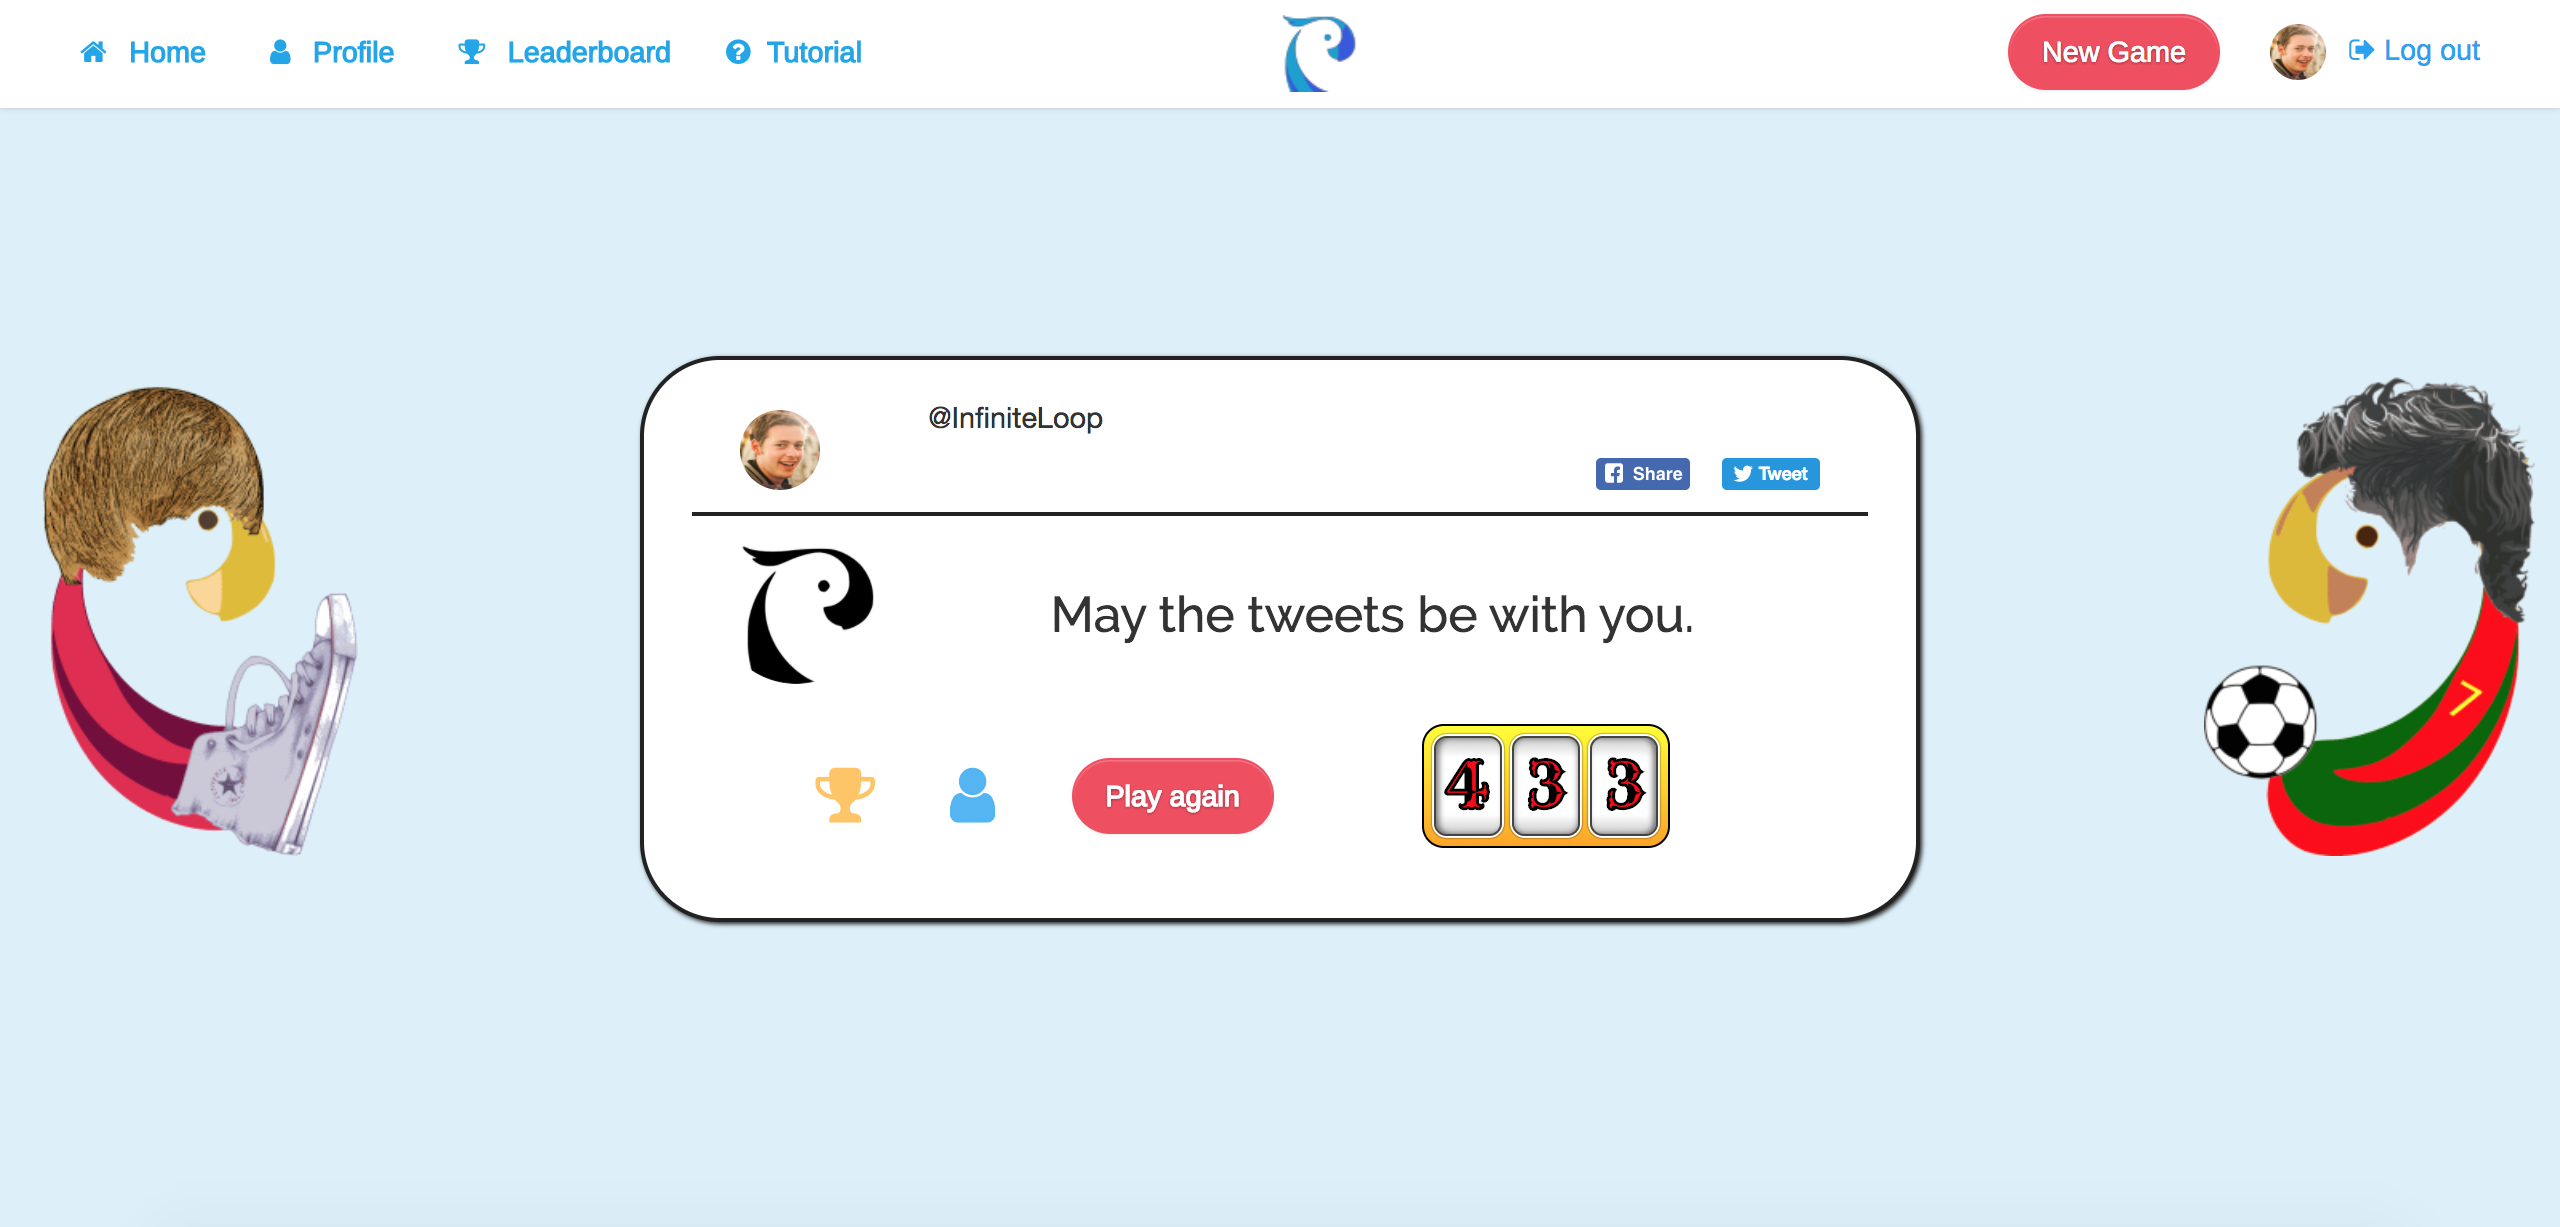 Home Profile Leaderboard Tutorial New Game Log out
@InfiniteLoop
Share Tweet
May the tweets be with you.
Play again 4 3 3
7